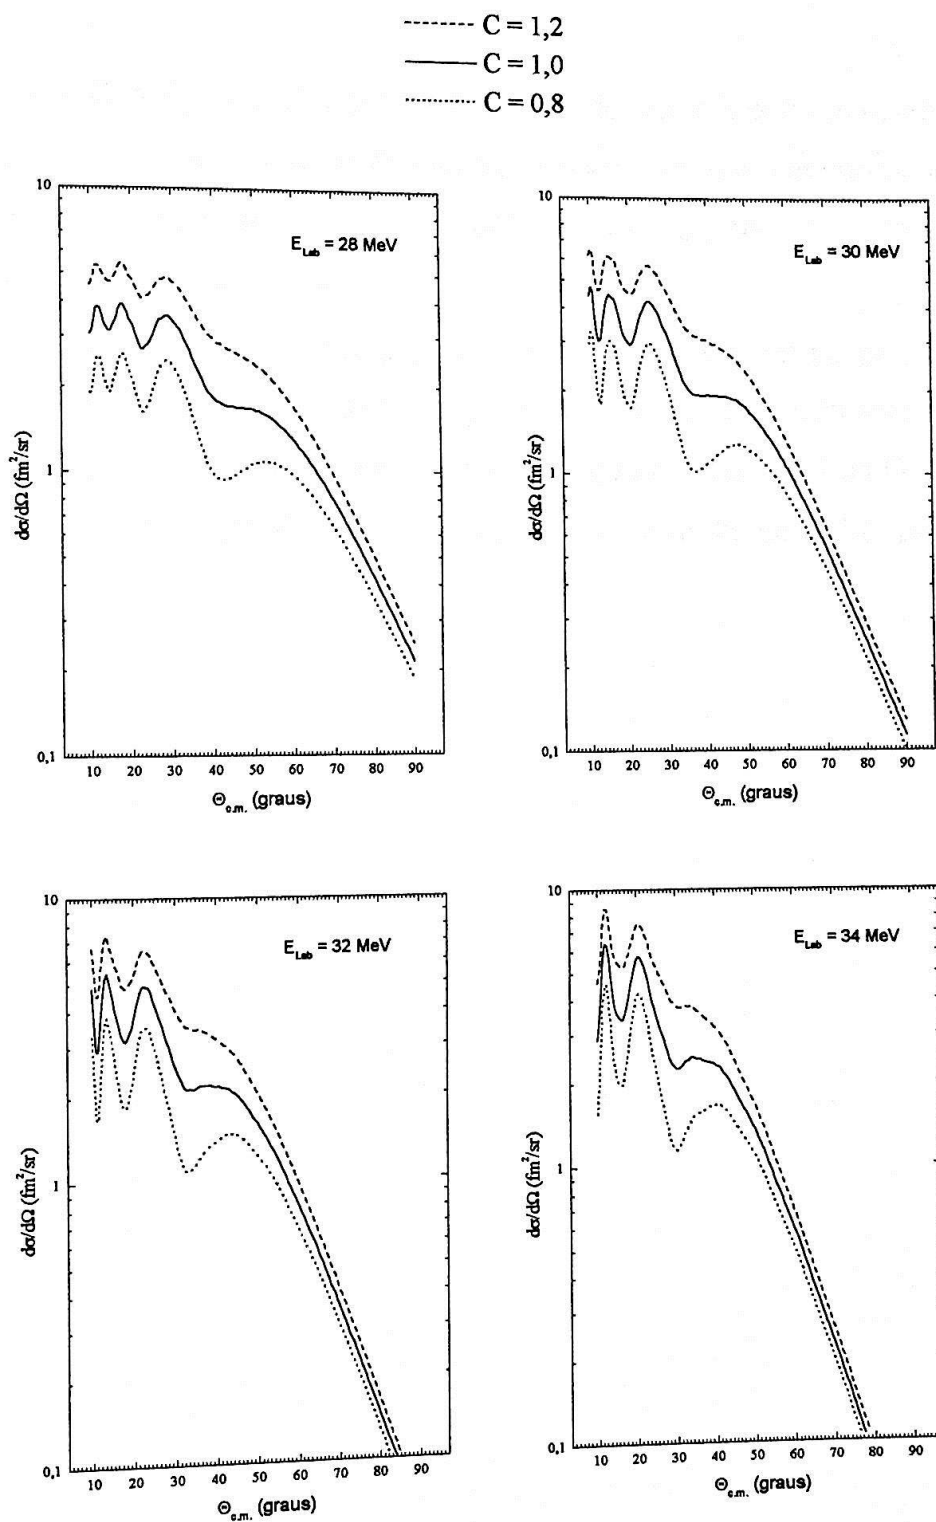 C = 1,2
C = 1,0
C = 0,8
E_Lab = 28 MeV
dσ/dΩ (fm²/sr)
10
1
0,1
10 20 30 40 50 60 70 80 90
Θ_c.m. (graus)
E_Lab = 30 MeV
dσ/dΩ (fm²/sr)
10
1
0,1
10 20 30 40 50 60 70 80 90
Θ_c.m. (graus)
E_Lab = 32 MeV
dσ/dΩ (fm²/sr)
10
1
0,1
10 20 30 40 50 60 70 80 90
Θ_c.m. (graus)
E_Lab = 34 MeV
dσ/dΩ (fm²/sr)
10
1
0,1
10 20 30 40 50 60 70 80 90
Θ_c.m. (graus)